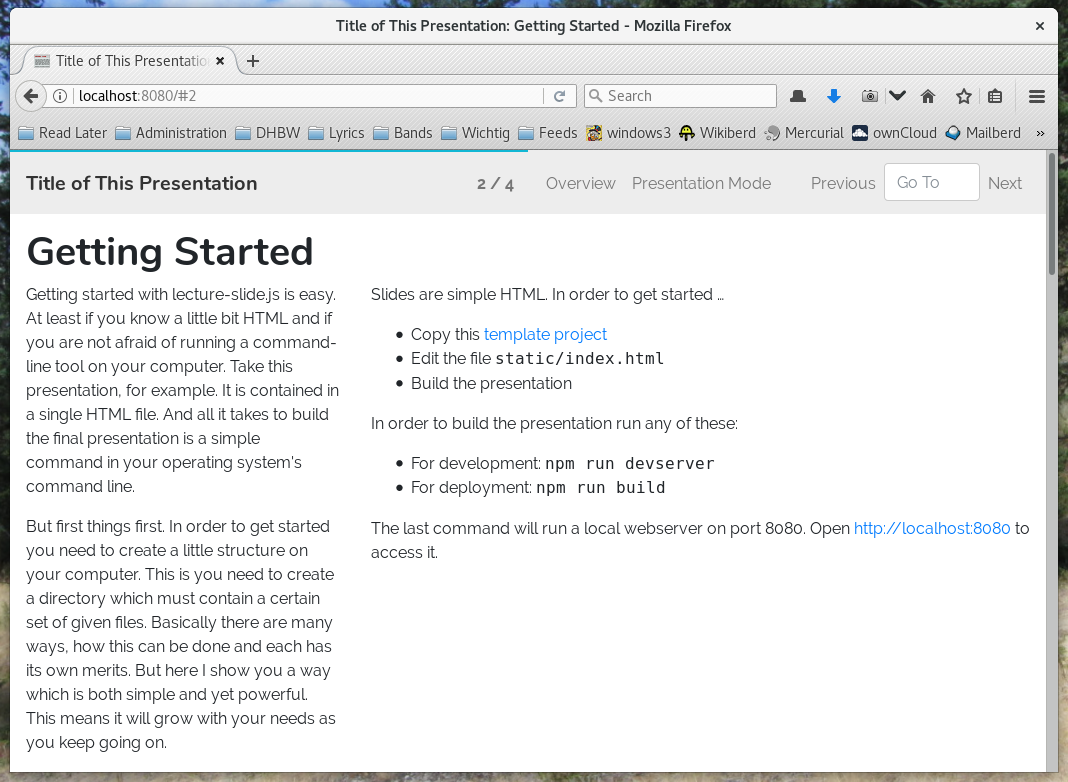 Title of This Presentation: Getting Started - Mozilla Firefox
Title of This Presentatio
localhost:8080/#2
Search
Read Later Administration DHBW Lyrics Bands Wichtig Feeds windows3 Wikiberd Mercurial ownCloud Mailberd »
Title of This Presentation 2 / 4 Overview Presentation Mode Previous Go To Next
Getting Started
Getting started with lecture-slide.js is easy.
At least if you know a little bit HTML and if
you are not afraid of running a command-
line tool on your computer. Take this
presentation, for example. It is contained in
a single HTML file. And all it takes to build
the final presentation is a simple
command in your operating system's
command line.
But first things first. In order to get started
you need to create a little structure on
your computer. This is you need to create
a directory which must contain a certain
set of given files. Basically there are many
ways, how this can be done and each has
its own merits. But here I show you a way
which is both simple and yet powerful.
This means it will grow with your needs as
you keep going on.
Slides are simple HTML. In order to get started …
• Copy this template project
• Edit the file static/index.html
• Build the presentation
In order to build the presentation run any of these:
• For development: npm run devserver
• For deployment: npm run build
The last command will run a local webserver on port 8080. Open http://localhost:8080 to
access it.